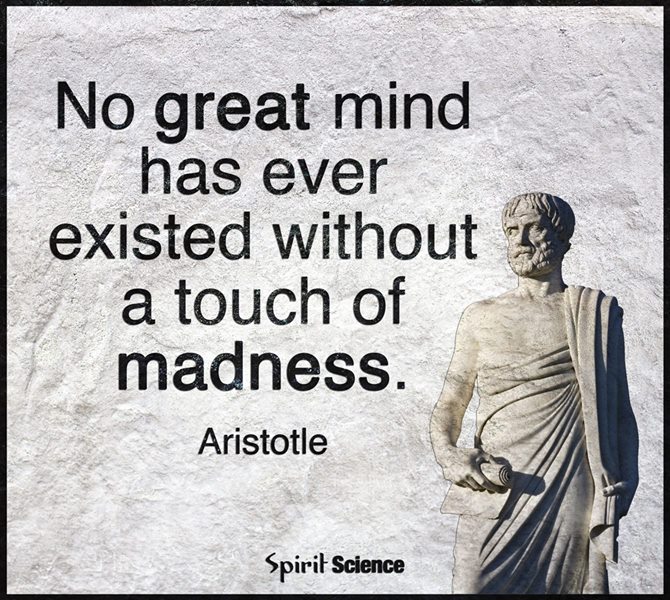 No great mind
has ever
existed without
a touch of
madness.
Aristotle
Spirit Science